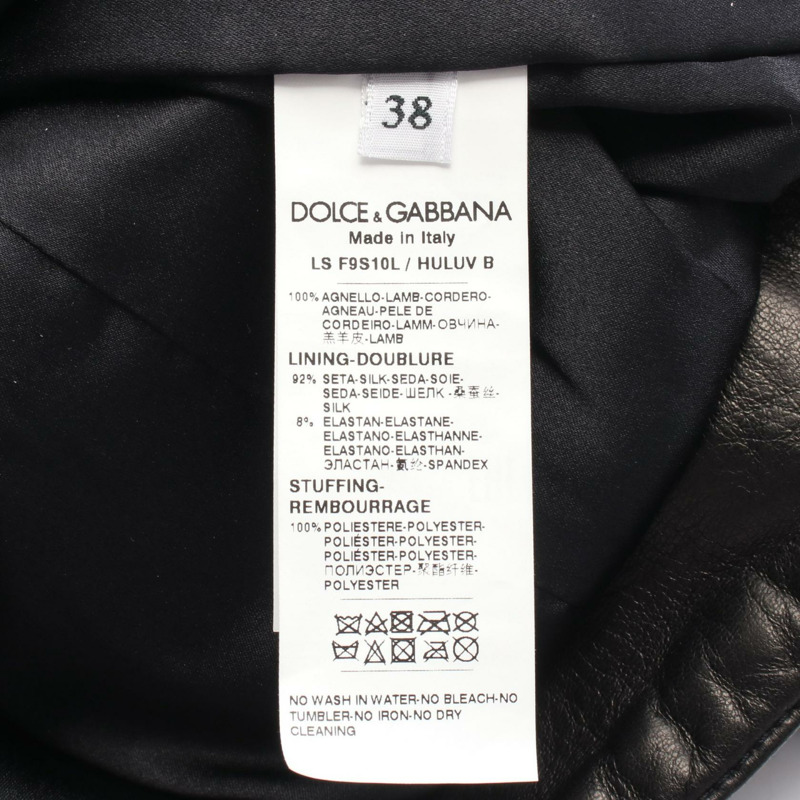 38
DOLCE & GABBANA
Made in Italy
LS F9S10L / HULUV B
100% AGNELLO-LAMB-CORDERO-
AGNEAU-PELE DE
CORDEIRO-LAMM-ОВЧИНА-
羔羊皮-LAMB
LINING-DOUBLURE
92% SETA-SILK-SEDA-SOIE-
SEDA-SEIDE-ШЕЛК -桑蚕丝-
SILK
8% ELASTAN-ELASTANE-
ELASTANO-ELASTHANNE-
ELASTANO-ELASTHAN-
ЭЛАСТАН-氨纶-SPANDEX
STUFFING-
REMBOURRAGE
100% POLIESTERE-POLYESTER-
POLIÉSTER-POLYESTER-
POLIÉSTER-POLYESTER-
ПОЛИЭСТЕР-聚酯纤维-
POLYESTER
NO WASH IN WATER-NO BLEACH-NO
TUMBLER-NO IRON-NO DRY
CLEANING